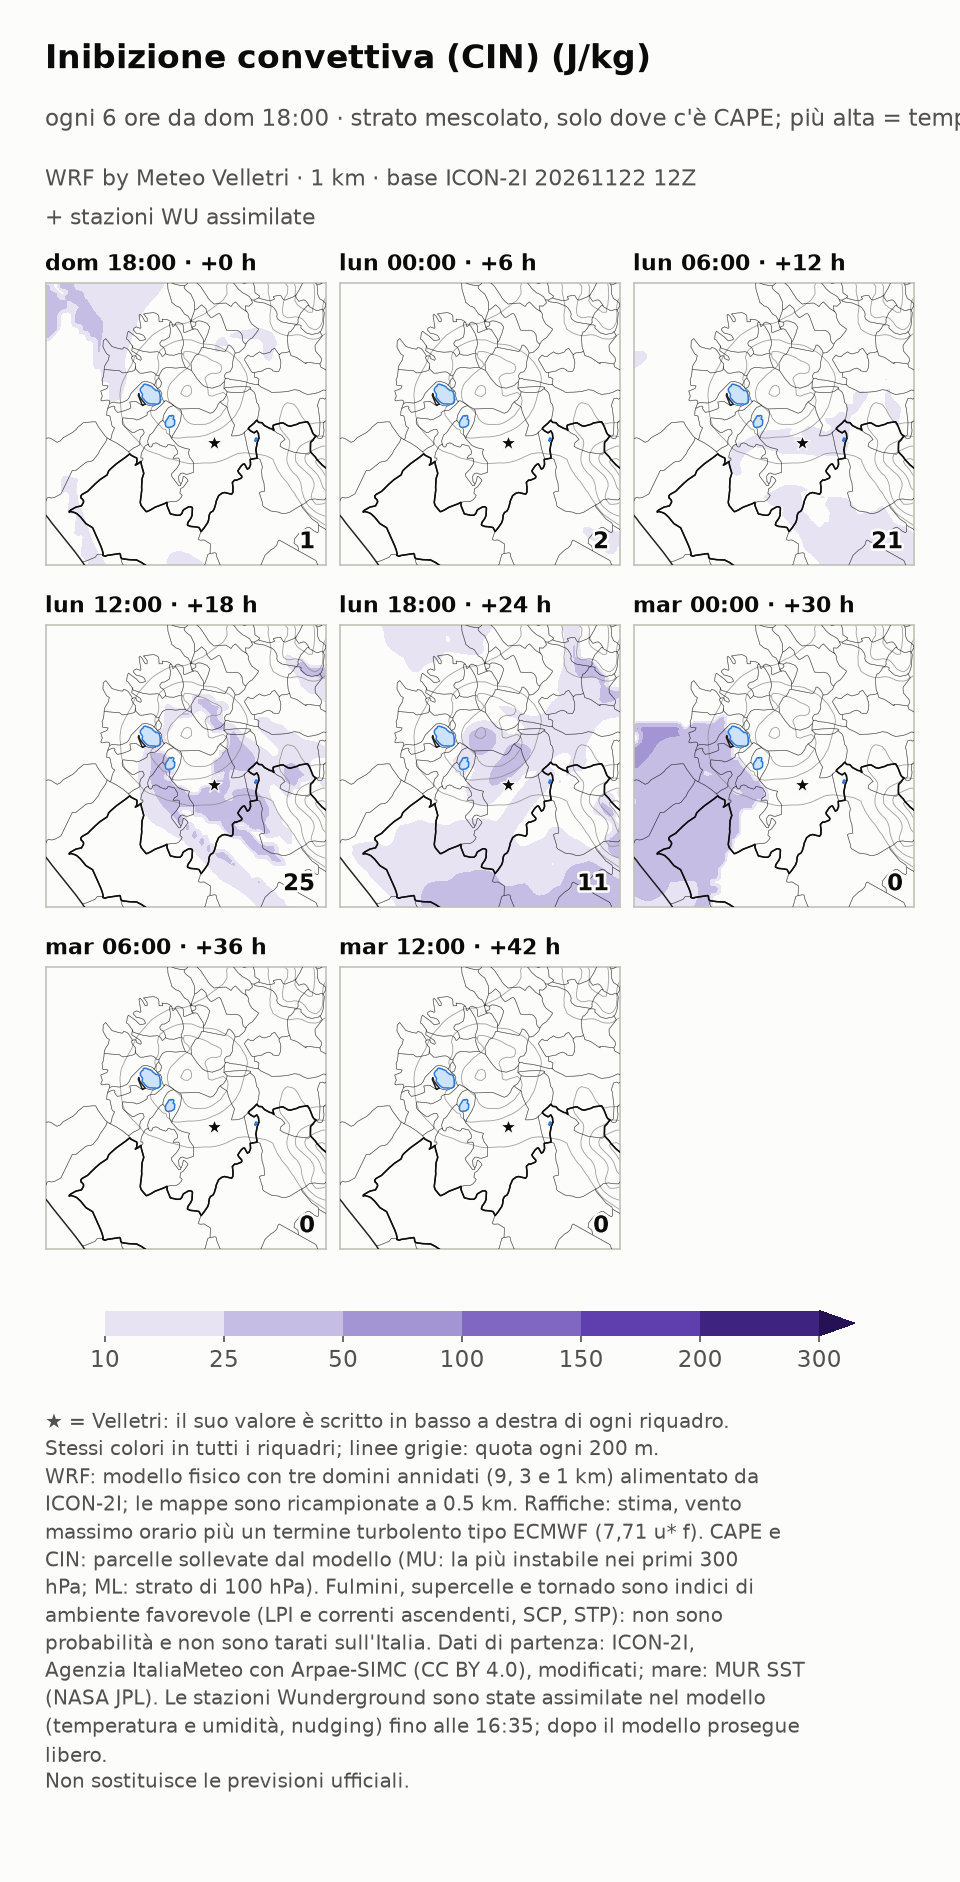 Inibizione convettiva (CIN) (J/kg)
ogni 6 ore da dom 18:00 · strato mescolato, solo dove c'è CAPE; più alta = temp
WRF by Meteo Velletri · 1 km · base ICON-2I 20261122 12Z
+ stazioni WU assimilate
dom 18:00 · +0 h
lun 00:00 · +6 h
lun 06:00 · +12 h
1
2
21
lun 12:00 · +18 h
lun 18:00 · +24 h
mar 00:00 · +30 h
25
11
0
mar 06:00 · +36 h
mar 12:00 · +42 h
0
0
10 25 50 100 150 200 300
★ = Velletri: il suo valore è scritto in basso a destra di ogni riquadro.
Stessi colori in tutti i riquadri; linee grigie: quota ogni 200 m.
WRF: modello fisico con tre domini annidati (9, 3 e 1 km) alimentato da
ICON-2I; le mappe sono ricampionate a 0.5 km. Raffiche: stima, vento
massimo orario più un termine turbolento tipo ECMWF (7,71 u* f). CAPE e
CIN: parcelle sollevate dal modello (MU: la più instabile nei primi 300
hPa; ML: strato di 100 hPa). Fulmini, supercelle e tornado sono indici di
ambiente favorevole (LPI e correnti ascendenti, SCP, STP): non sono
probabilità e non sono tarati sull'Italia. Dati di partenza: ICON-2I,
Agenzia ItaliaMeteo con Arpae-SIMC (CC BY 4.0), modificati; mare: MUR SST
(NASA JPL). Le stazioni Wunderground sono state assimilate nel modello
(temperatura e umidità, nudging) fino alle 16:35; dopo il modello prosegue
libero.
Non sostituisce le previsioni ufficiali.